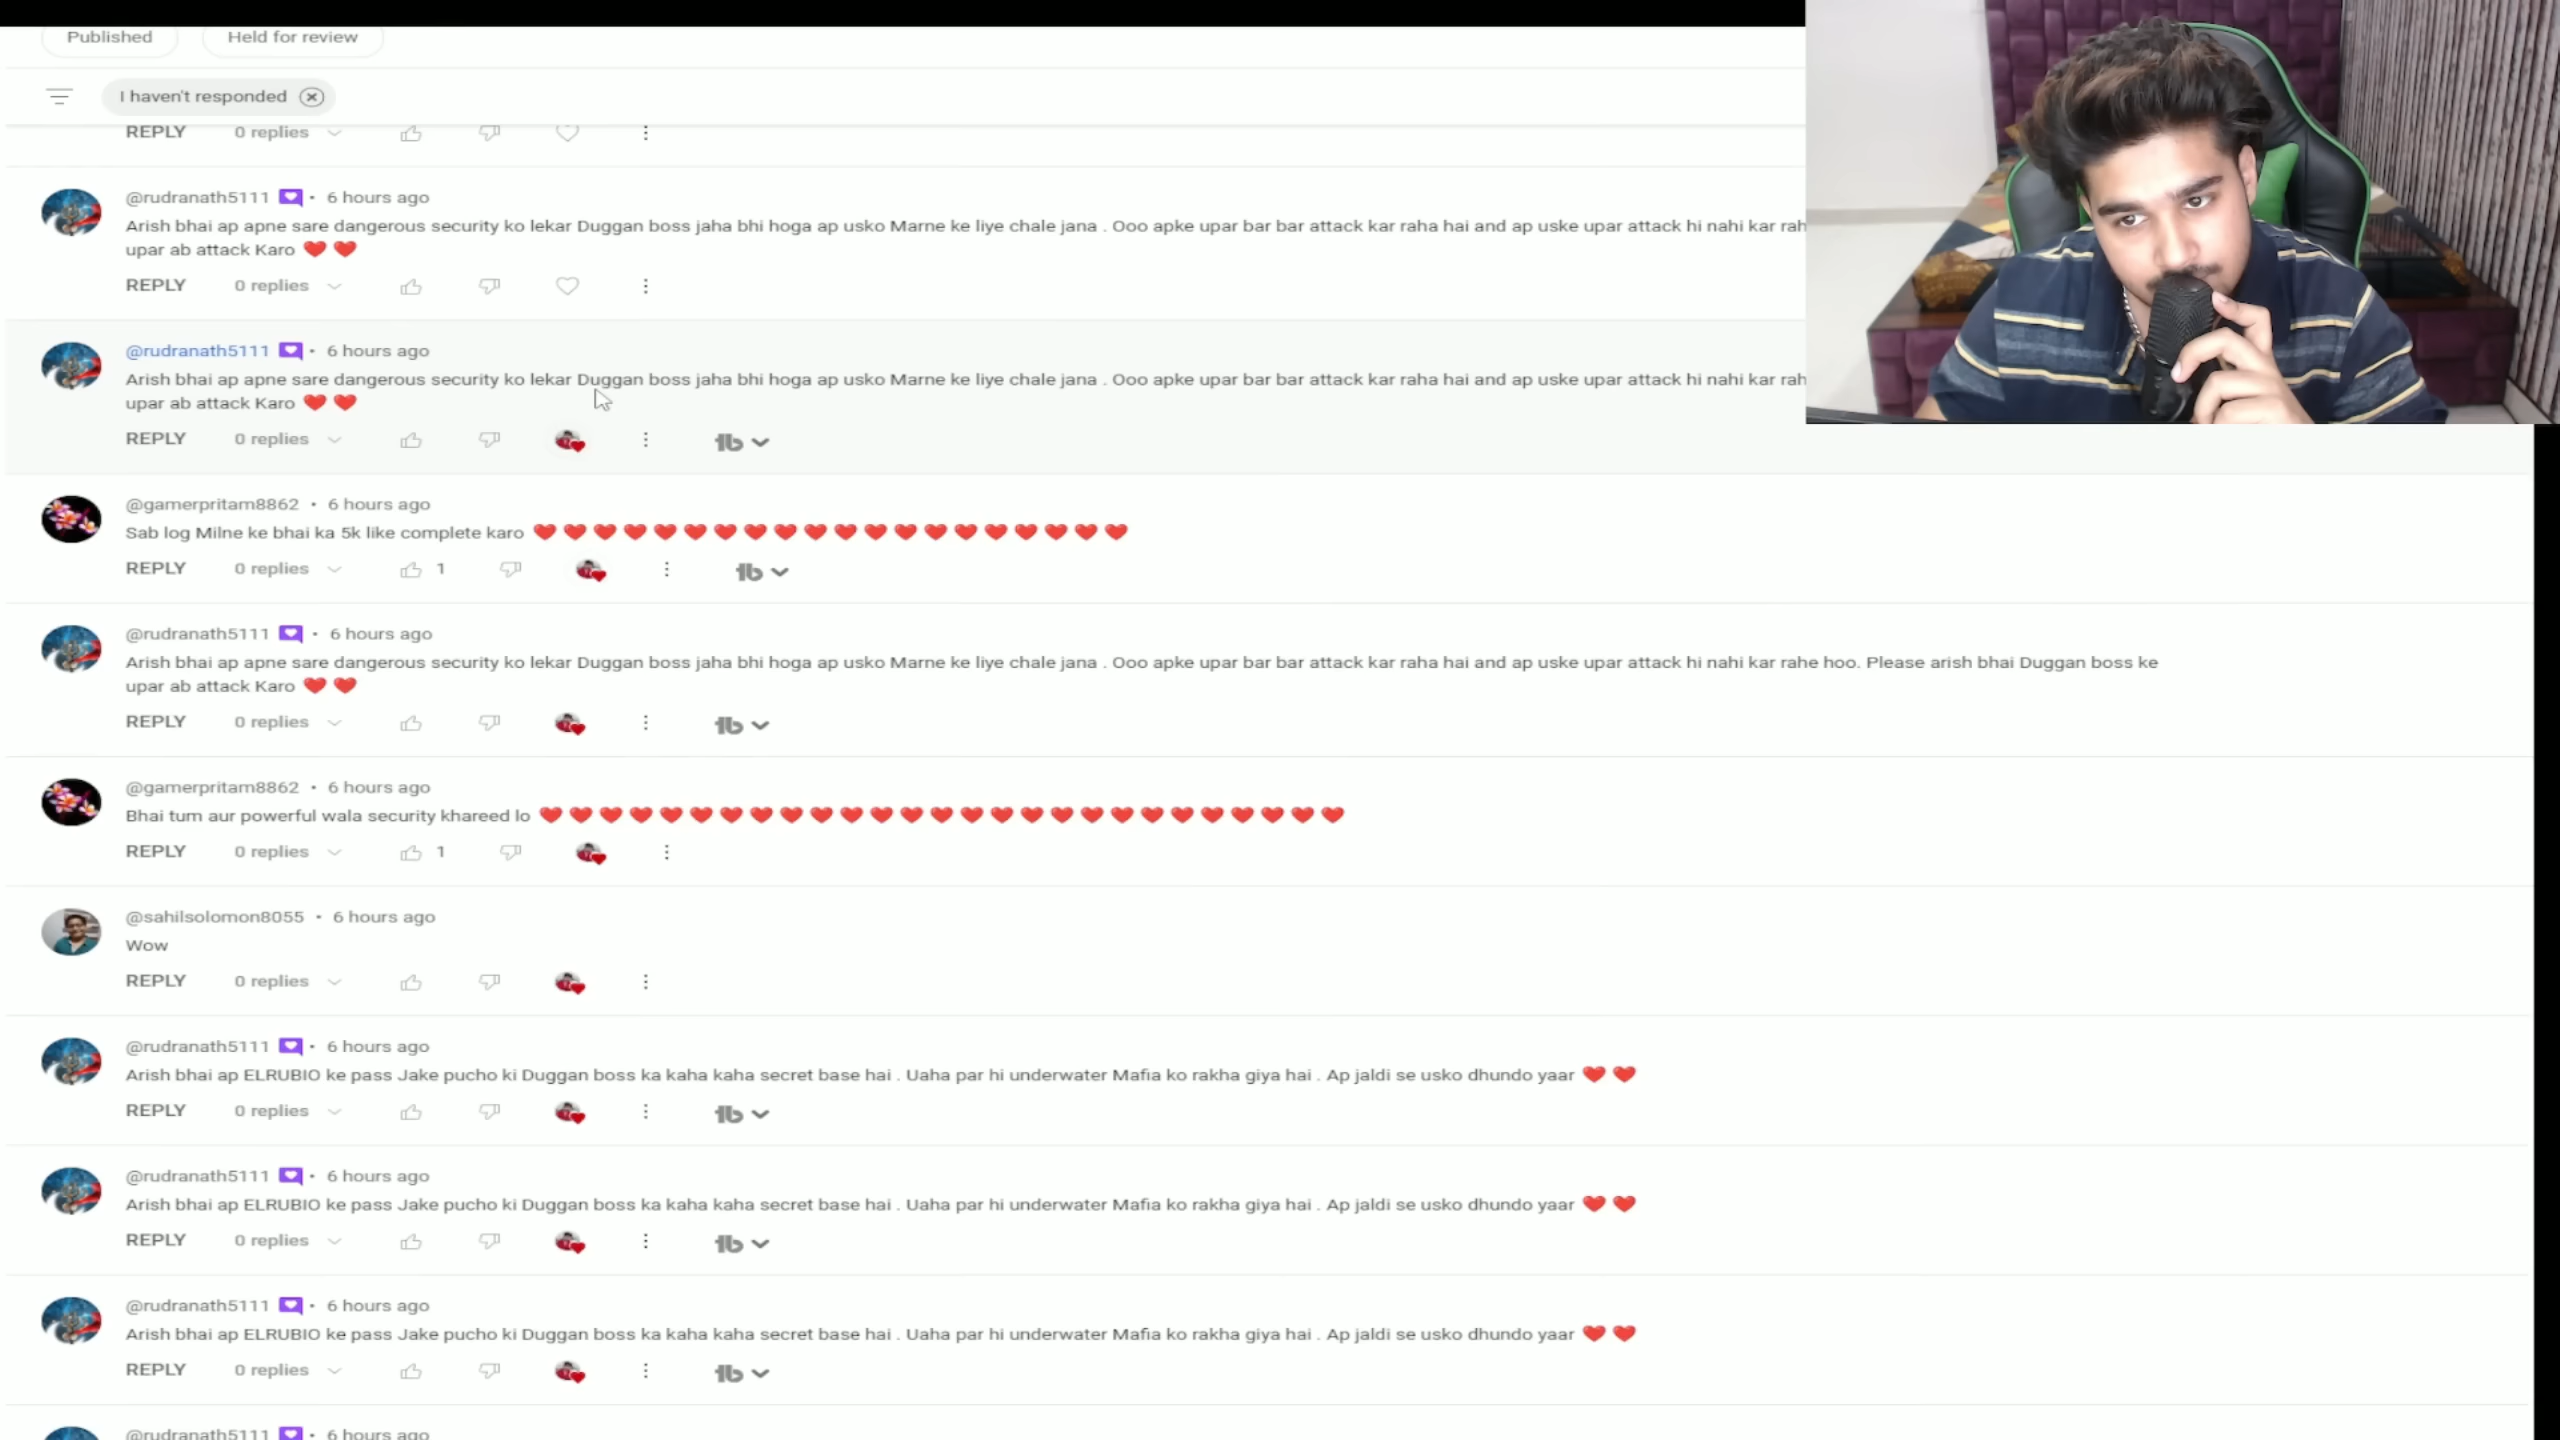 Published
Held for review
I haven't responded
REPLY 0 replies
@rudranath5111 • 6 hours ago
Arish bhai ap apne sare dangerous security ko lekar Duggan boss jaha bhi hoga ap usko Marne ke liye chale jana . Ooo apke upar bar bar attack kar raha hai and ap uske upar attack hi nahi kar rah
upar ab attack Karo ❤️ ❤️
REPLY 0 replies
@rudranath5111 • 6 hours ago
Arish bhai ap apne sare dangerous security ko lekar Duggan boss jaha bhi hoga ap usko Marne ke liye chale jana . Ooo apke upar bar bar attack kar raha hai and ap uske upar attack hi nahi kar rah
upar ab attack Karo ❤️ ❤️
REPLY 0 replies
@gamerpritam8862 • 6 hours ago
Sab log Milne ke bhai ka 5k like complete karo ❤️ ❤️ ❤️ ❤️ ❤️ ❤️ ❤️ ❤️ ❤️ ❤️ ❤️ ❤️ ❤️ ❤️ ❤️ ❤️ ❤️ ❤️ ❤️ ❤️
REPLY 0 replies 1
@rudranath5111 • 6 hours ago
Arish bhai ap apne sare dangerous security ko lekar Duggan boss jaha bhi hoga ap usko Marne ke liye chale jana . Ooo apke upar bar bar attack kar raha hai and ap uske upar attack hi nahi kar rahe hoo. Please arish bhai Duggan boss ke
upar ab attack Karo ❤️ ❤️
REPLY 0 replies
@gamerpritam8862 • 6 hours ago
Bhai tum aur powerful wala security khareed lo ❤️ ❤️ ❤️ ❤️ ❤️ ❤️ ❤️ ❤️ ❤️ ❤️ ❤️ ❤️ ❤️ ❤️ ❤️ ❤️ ❤️ ❤️ ❤️ ❤️ ❤️ ❤️ ❤️ ❤️ ❤️ ❤️ ❤️
REPLY 0 replies 1
@sahilsolomon8055 • 6 hours ago
Wow
REPLY 0 replies
@rudranath5111 • 6 hours ago
Arish bhai ap ELRUBIO ke pass Jake pucho ki Duggan boss ka kaha kaha secret base hai . Uaha par hi underwater Mafia ko rakha giya hai . Ap jaldi se usko dhundo yaar ❤️ ❤️
REPLY 0 replies
@rudranath5111 • 6 hours ago
Arish bhai ap ELRUBIO ke pass Jake pucho ki Duggan boss ka kaha kaha secret base hai . Uaha par hi underwater Mafia ko rakha giya hai . Ap jaldi se usko dhundo yaar ❤️ ❤️
REPLY 0 replies
@rudranath5111 • 6 hours ago
Arish bhai ap ELRUBIO ke pass Jake pucho ki Duggan boss ka kaha kaha secret base hai . Uaha par hi underwater Mafia ko rakha giya hai . Ap jaldi se usko dhundo yaar ❤️ ❤️
REPLY 0 replies
@rudranath5111 • 6 hours ago